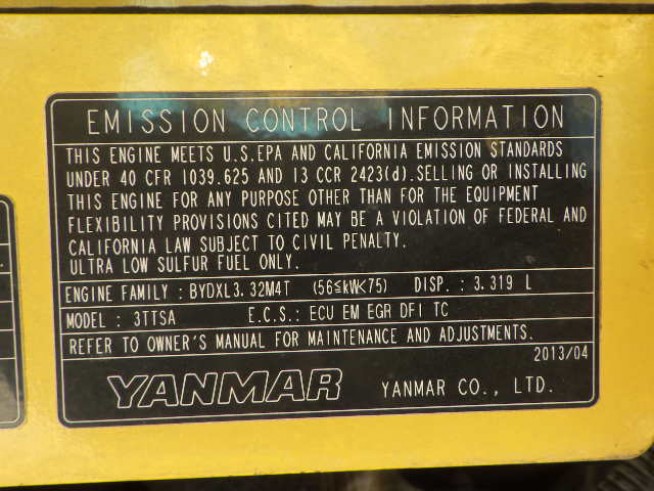 EMISSION CONTROL INFORMATION
THIS ENGINE MEETS U.S.EPA AND CALIFORNIA EMISSION STANDARDS
UNDER 40 CFR 1039.625 AND 13 CCR 2423(d).SELLING OR INSTALLING
THIS ENGINE FOR ANY PURPOSE OTHER THAN FOR THE EQUIPMENT
FLEXIBILITY PROVISIONS CITED MAY BE A VIOLATION OF FEDERAL AND
CALIFORNIA LAW SUBJECT TO CIVIL PENALTY.
ULTRA LOW SULFUR FUEL ONLY.
ENGINE FAMILY : BYDXL3.32M4T (56≦kW<75) DISP. : 3.319 L
MODEL : 3TTSA E.C.S.: ECU EM EGR DFI TC
REFER TO OWNER'S MANUAL FOR MAINTENANCE AND ADJUSTMENTS.
2013/04
YANMAR YANMAR CO., LTD.